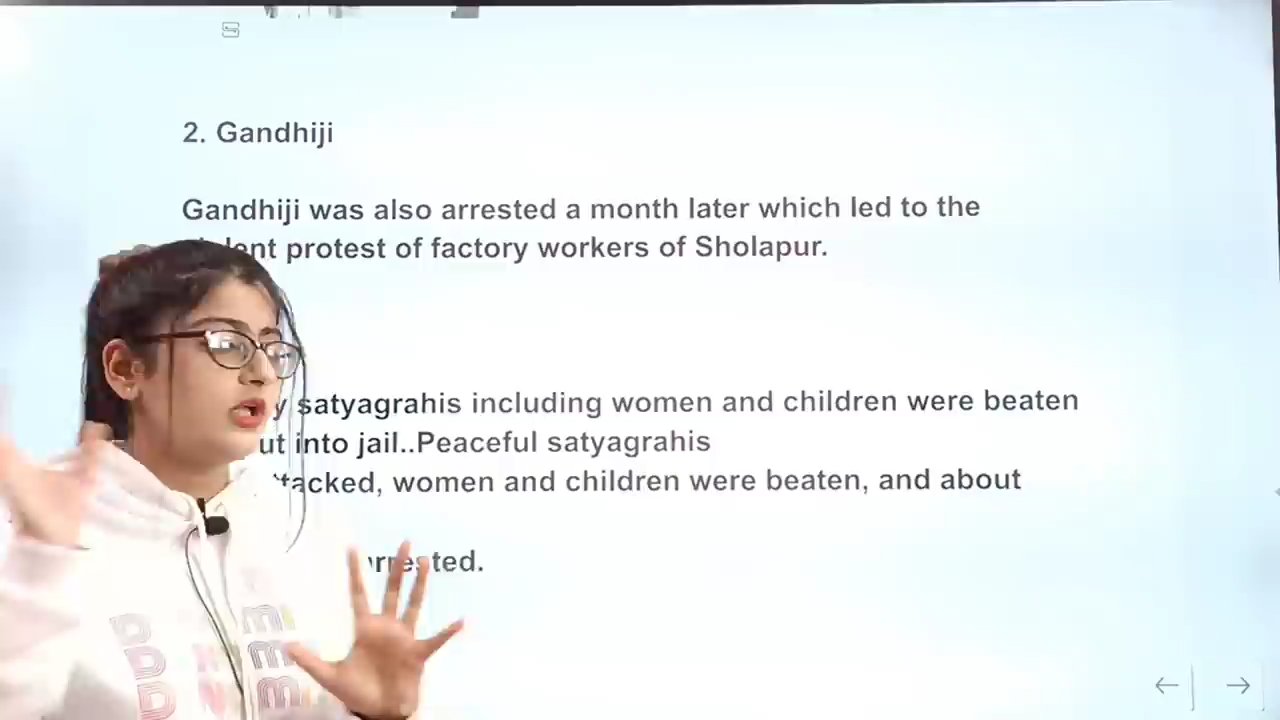 2. Gandhiji
Gandhiji was also arrested a month later which led to the
protest of factory workers of Sholapur.
satyagrahis including women and children were beaten
into jail..Peaceful satyagrahis
women and children were beaten, and about